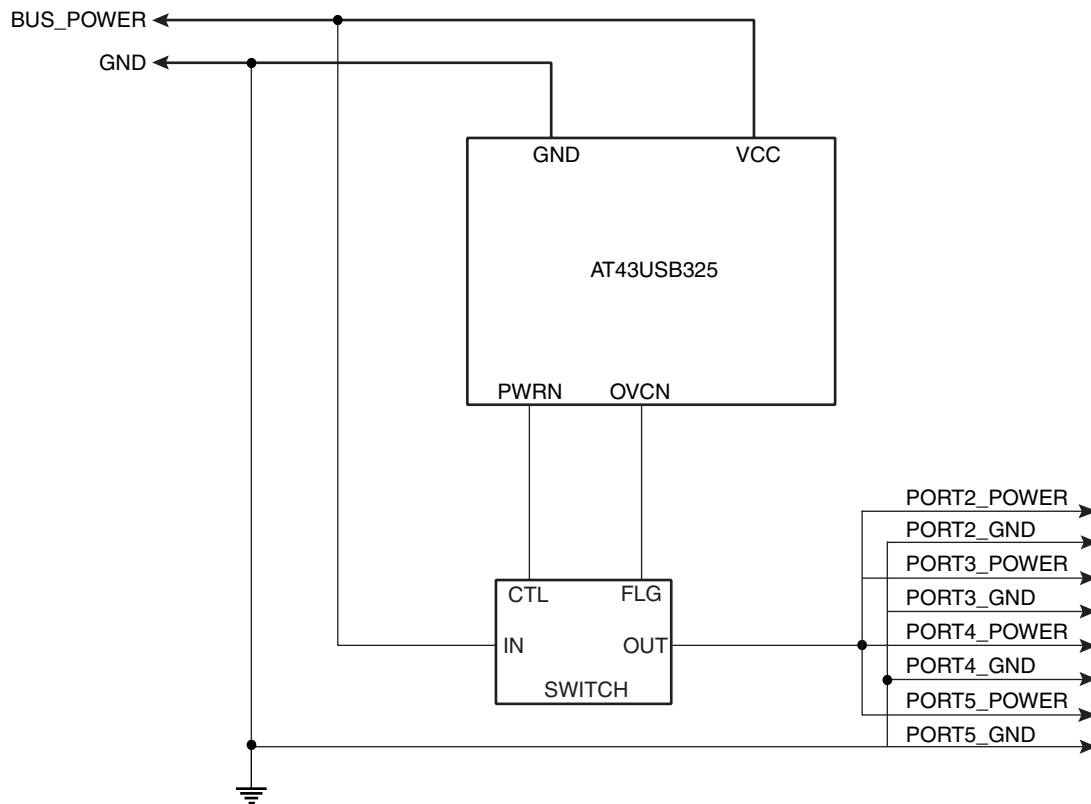 BUS_POWER
GND
GND
VCC
AT43USB325
PWRN
OVCN
PORT2_POWER
PORT2_GND
PORT3_POWER
PORT3_GND
PORT4_POWER
PORT4_GND
PORT5_POWER
PORT5_GND
CTL
FLG
IN
OUT
SWITCH